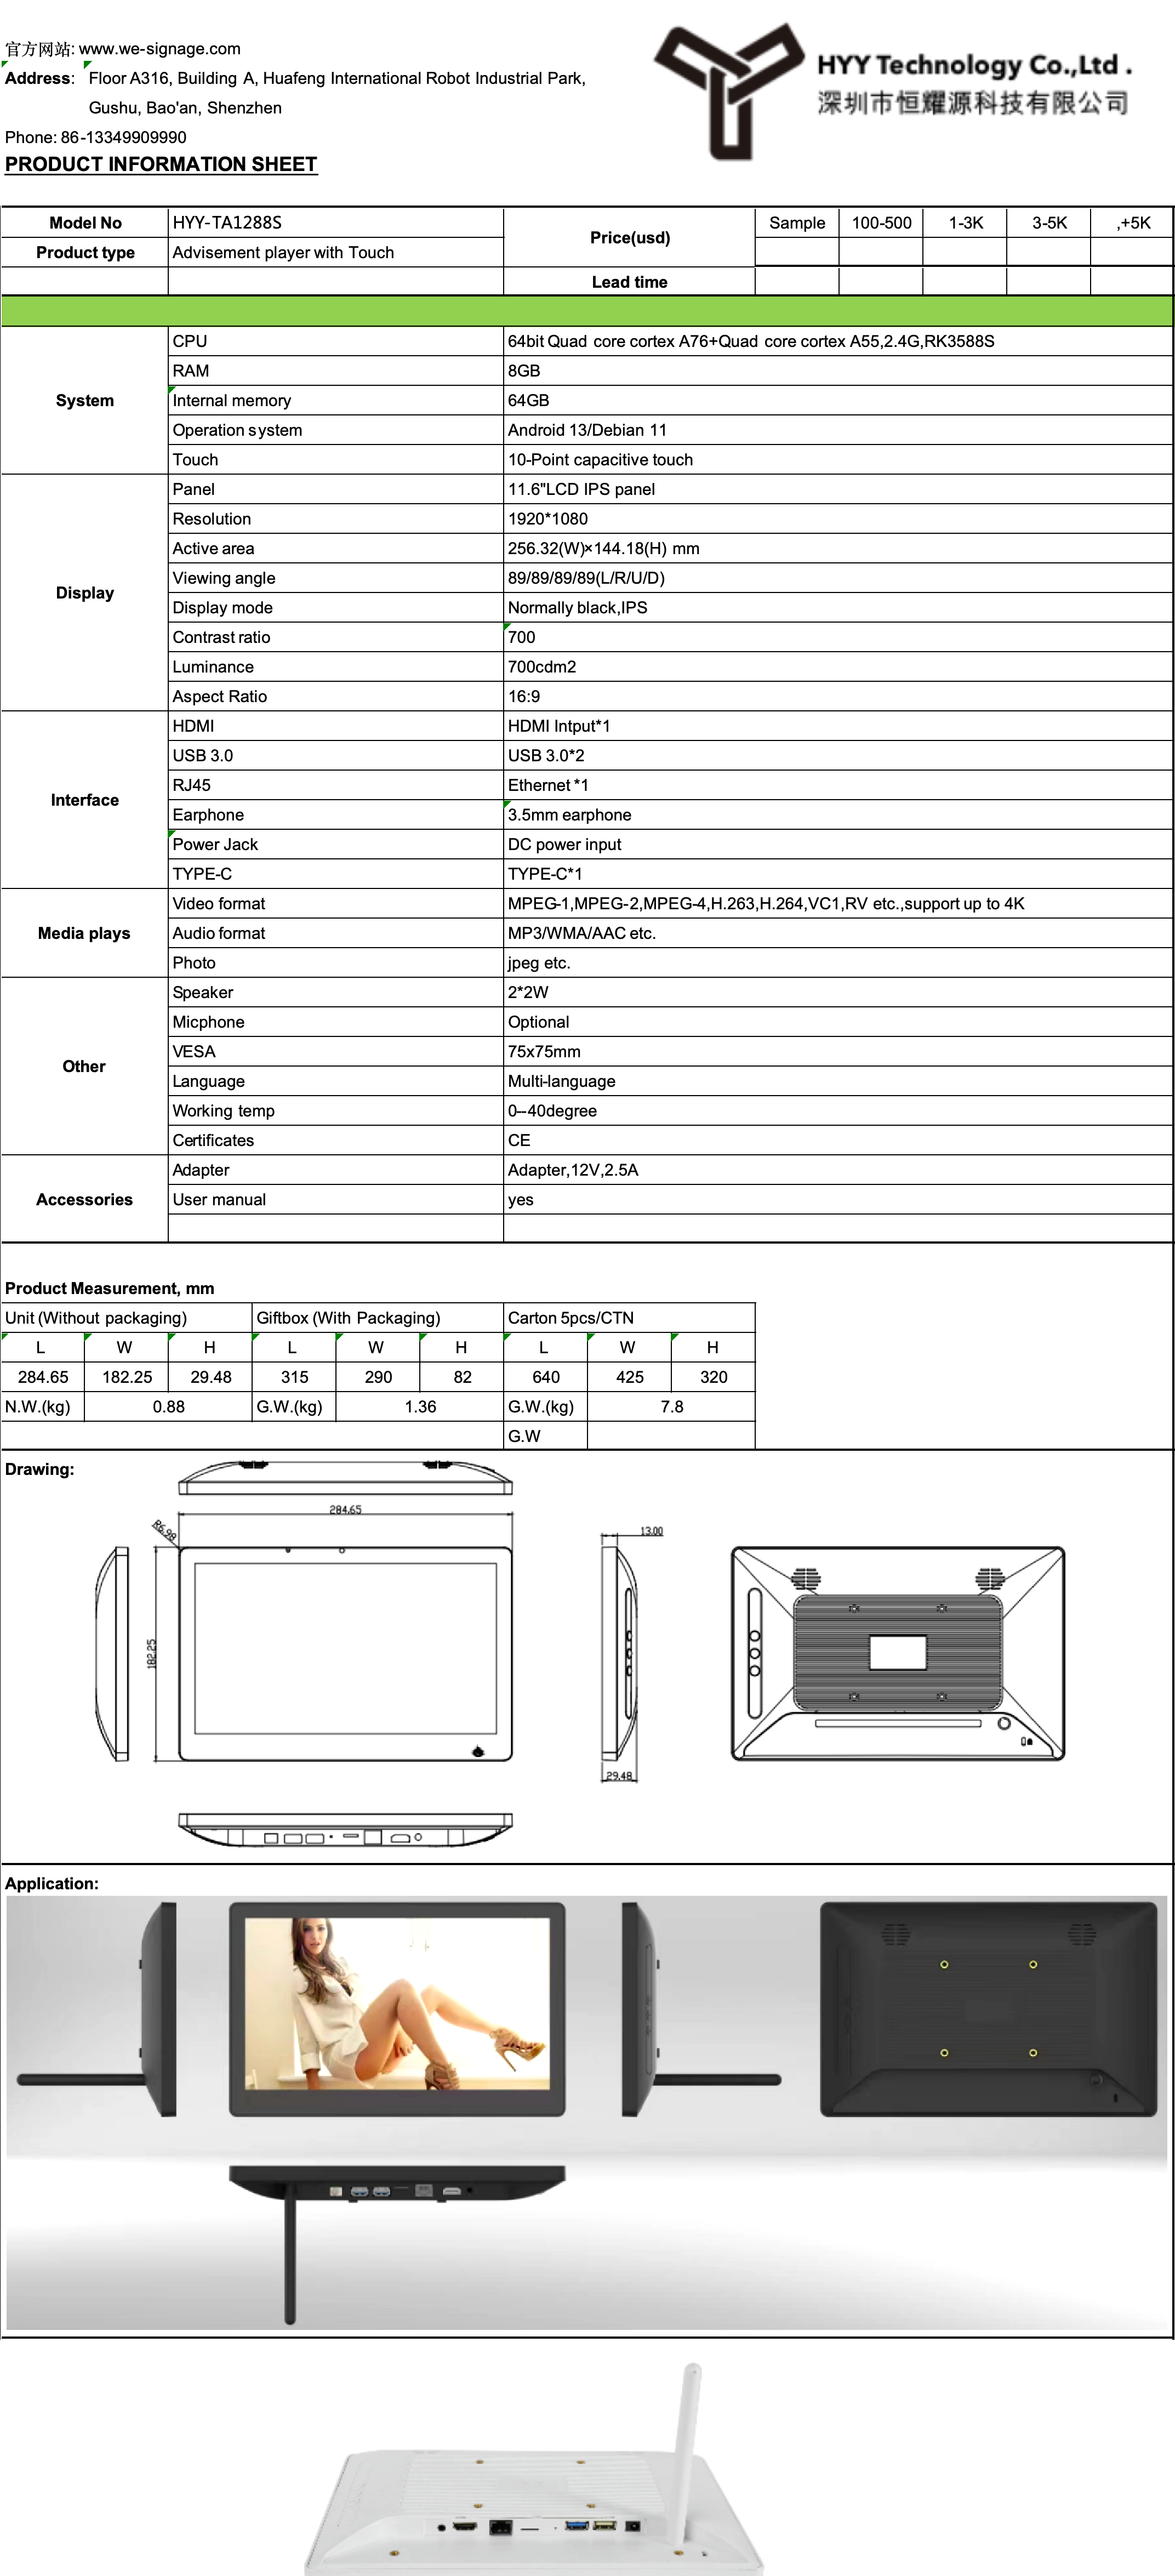 官方网站: www.we-signage.com
Address: Floor A316, Building A, Huafeng International Robot Industrial Park,
Gushu, Bao'an, Shenzhen
Phone: 86-13349909990
PRODUCT INFORMATION SHEET
HYY Technology Co.,Ltd .
深圳市恒耀源科技有限公司
Model No HYY-TA1288S Price(usd) Sample 100-500 1-3K 3-5K ,+5K
Product type Advisement player with Touch
Lead time
System
CPU 64bit Quad core cortex A76+Quad core cortex A55,2.4G,RK3588S
RAM 8GB
Internal memory 64GB
Operation system Android 13/Debian 11
Touch 10-Point capacitive touch
Display
Panel 11.6"LCD IPS panel
Resolution 1920*1080
Active area 256.32(W)×144.18(H) mm
Viewing angle 89/89/89/89(L/R/U/D)
Display mode Normally black,IPS
Contrast ratio 700
Luminance 700cdm2
Aspect Ratio 16:9
Interface
HDMI HDMI Intput*1
USB 3.0 USB 3.0*2
RJ45 Ethernet *1
Earphone 3.5mm earphone
Power Jack DC power input
TYPE-C TYPE-C*1
Media plays
Video format MPEG-1,MPEG-2,MPEG-4,H.263,H.264,VC1,RV etc.,support up to 4K
Audio format MP3/WMA/AAC etc.
Photo jpeg etc.
Other
Speaker 2*2W
Micphone Optional
VESA 75x75mm
Language Multi-language
Working temp 0--40degree
Certificates CE
Accessories
Adapter Adapter,12V,2.5A
User manual yes
Product Measurement, mm
Unit (Without packaging) Giftbox (With Packaging) Carton 5pcs/CTN
L W H L W H L W H
284.65 182.25 29.48 315 290 82 640 425 320
N.W.(kg) 0.88 G.W.(kg) 1.36 G.W.(kg) 7.8
G.W
Drawing:
284.65
R6.98
13.00
182.25
29.48
Application: